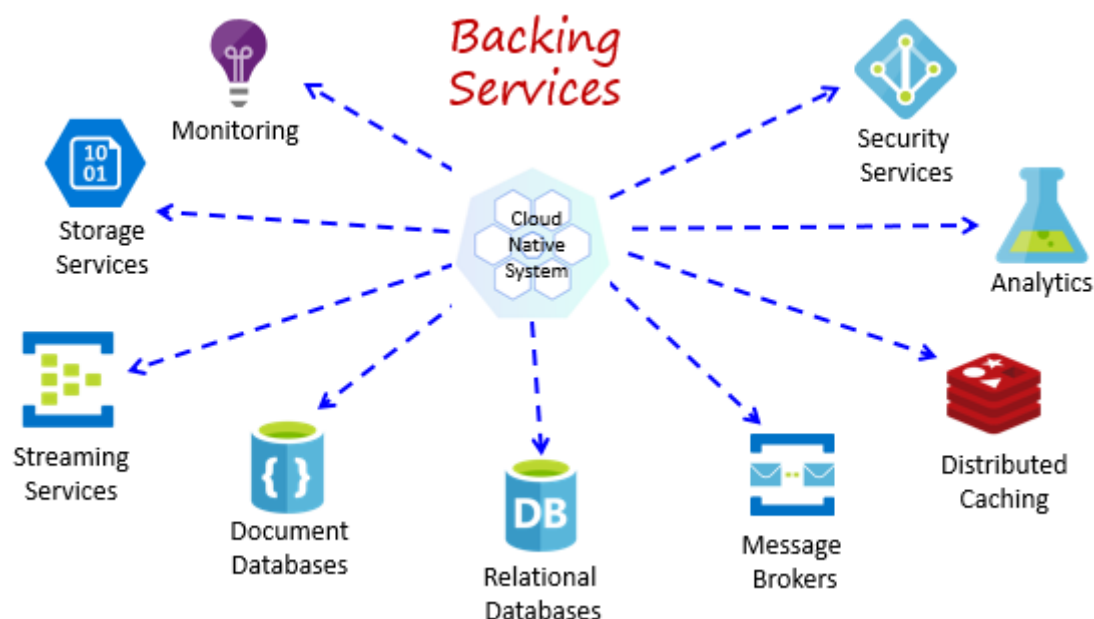 Backing
Services
Monitoring
Security
Services
10
01
Storage
Services
Cloud
Native
System
Analytics
Streaming
Services
{ }
Document
Databases
DB
Relational
Databases
Message
Brokers
Distributed
Caching